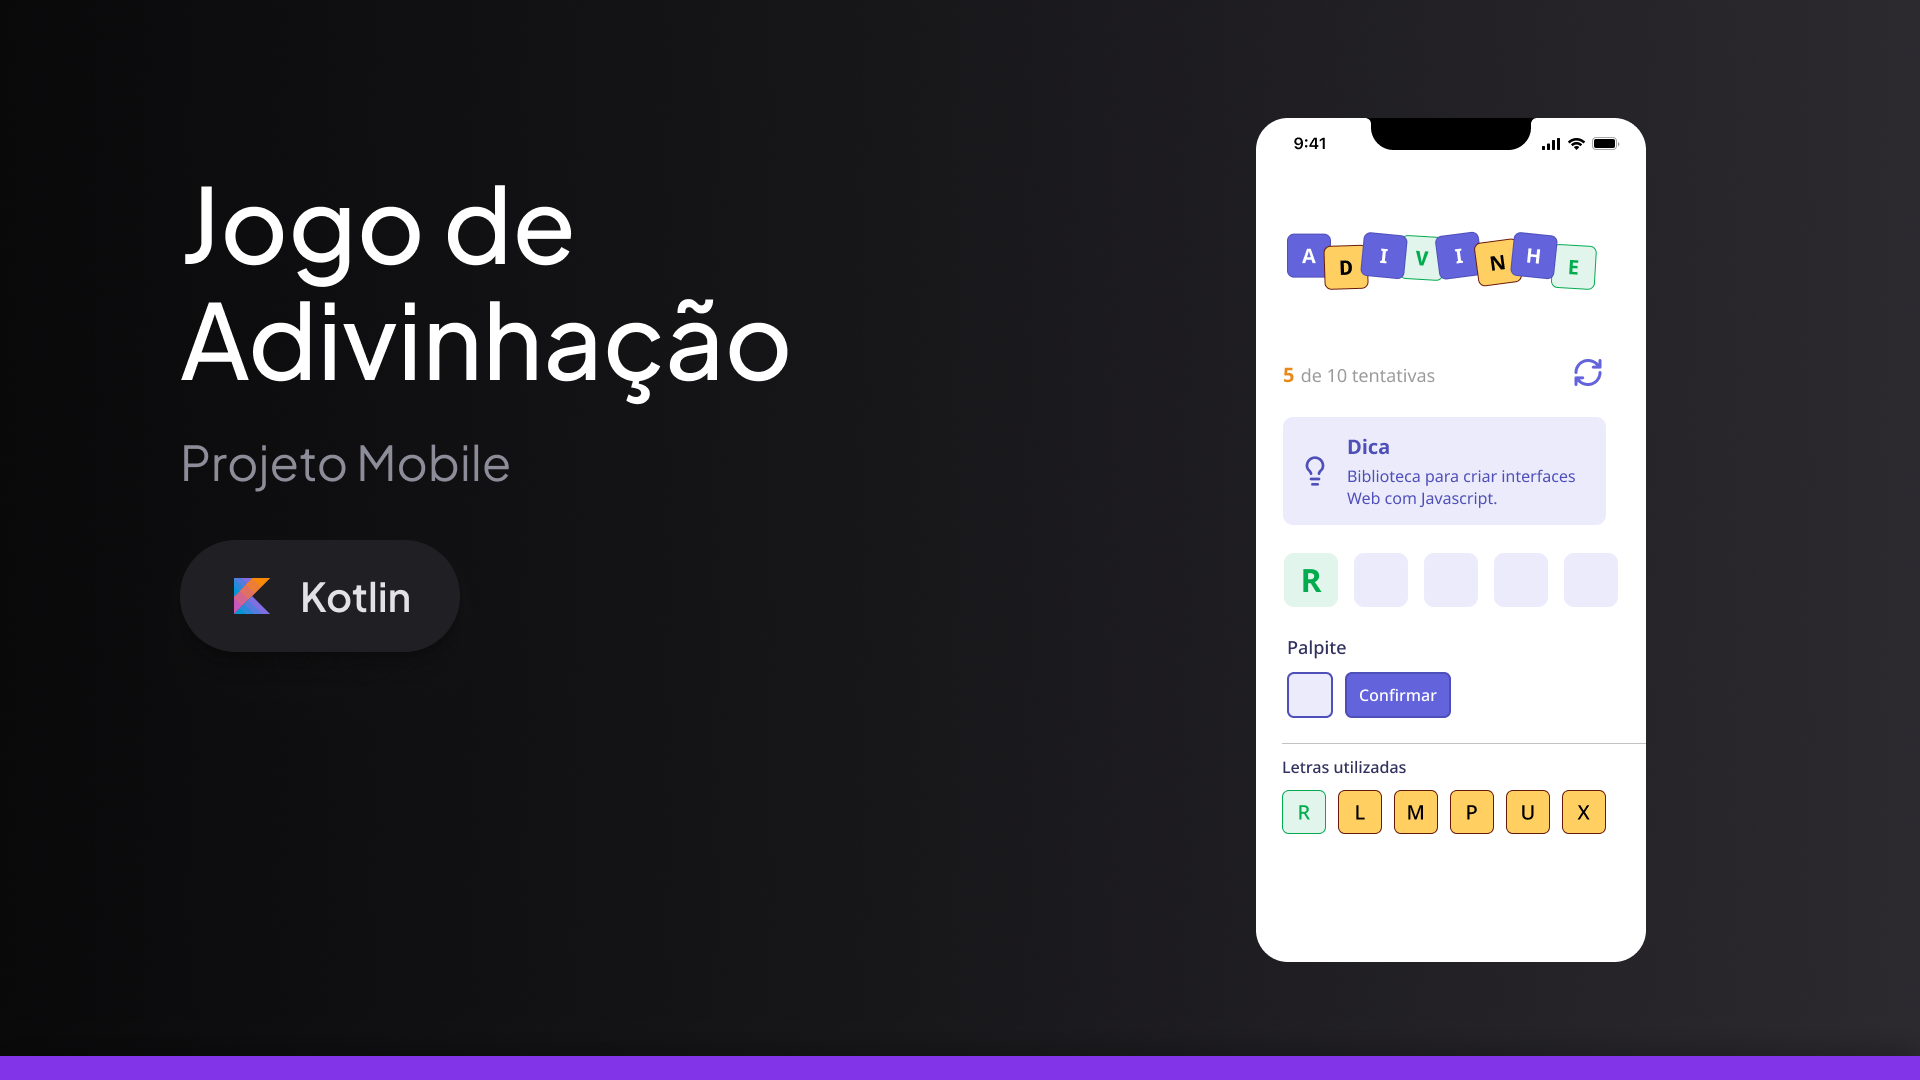 Jogo de
Adivinhação
Projeto Mobile
Kotlin
9:41
ADIVINHE
5 de 10 tentativas
Dica
Biblioteca para criar interfaces
Web com Javascript.
R
Palpite
Confirmar
Letras utilizadas
R L M P U X